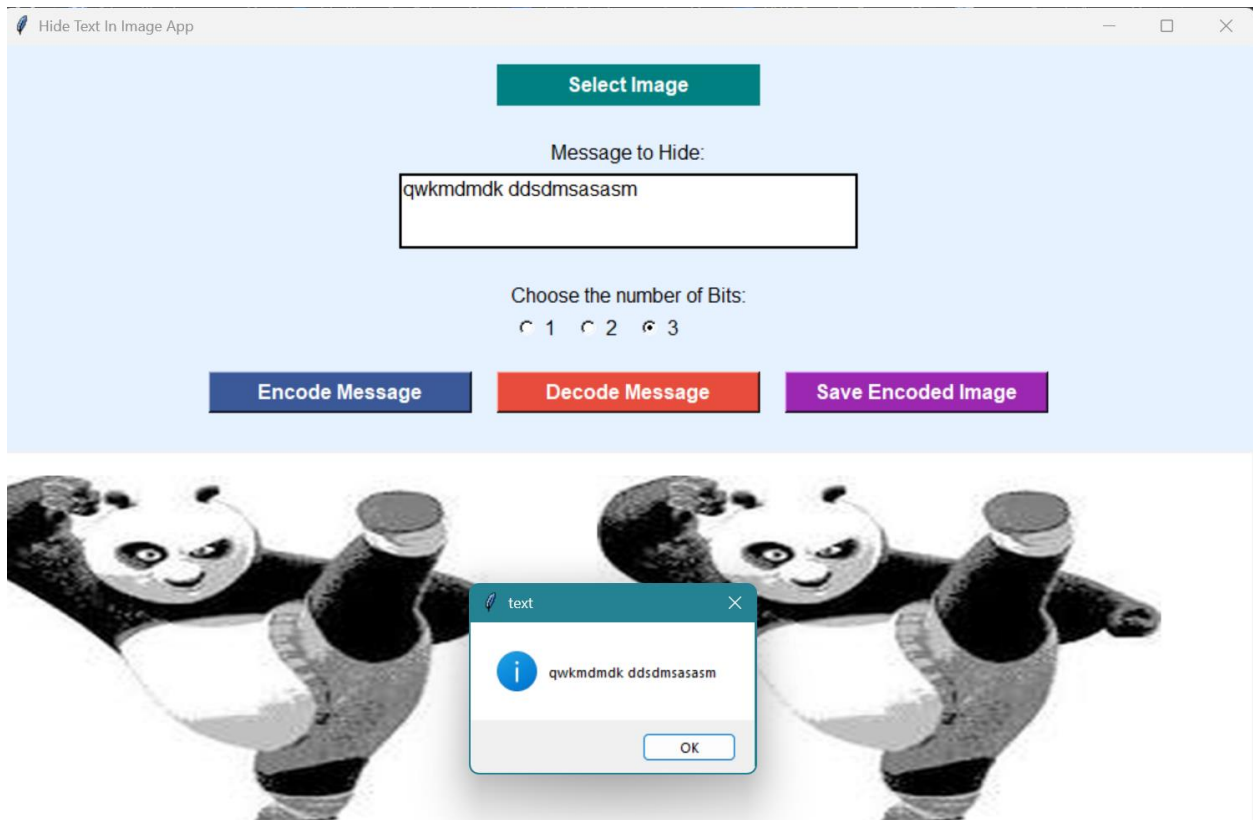 Hide Text In Image App
Select Image
Message to Hide:
qwkmdmdk ddsdmsasasm
Choose the number of Bits:
1 2 3
Encode Message Decode Message Save Encoded Image
text
qwkmdmdk ddsdmsasasm
OK